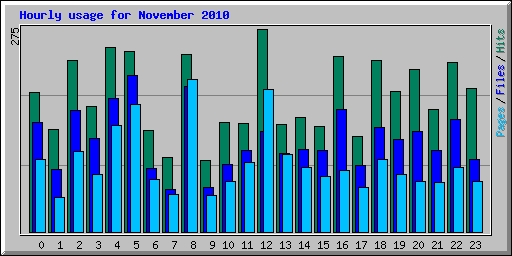 Hourly usage for November 2010
275
Pages/Files/Hits
0 1 2 3 4 5 6 7 8 9 10 11 12 13 14 15 16 17 18 19 20 21 22 23